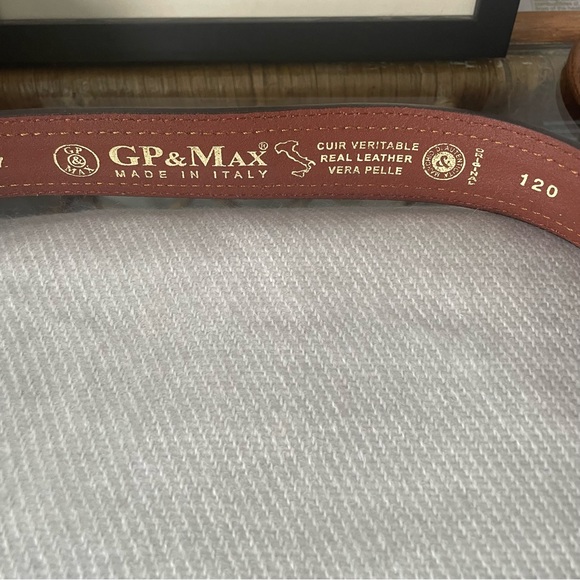 GP
&
MAX
GP&MAX®
MADE IN ITALY
CUIR VERITABLE
REAL LEATHER
VERA PELLE
120